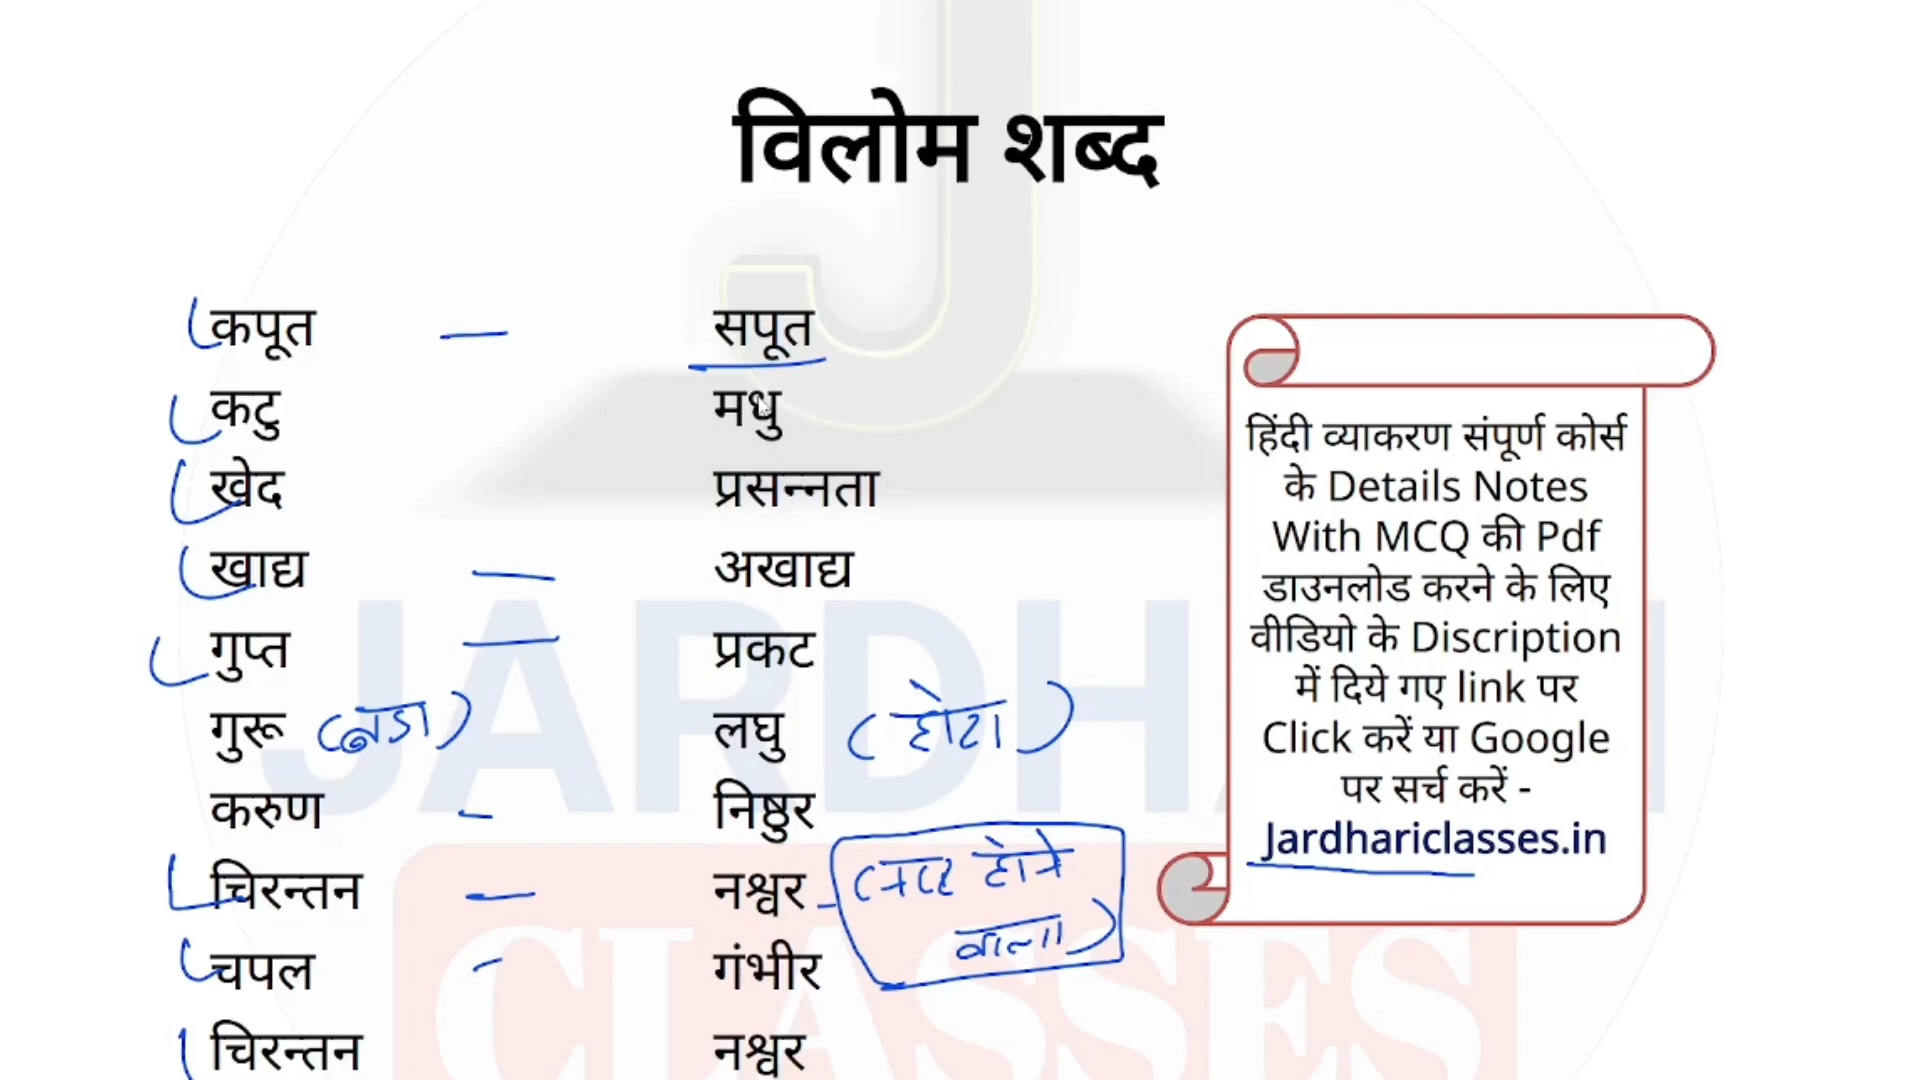 विलोम शब्द
कपूत — सपूत
कटु मधु
खेद प्रसन्नता
खाद्य — अखाद्य
गुप्त — प्रकट
गुरू (बडा) लघु (छोटा)
करुण - निष्ठुर
चिरन्तन — नश्वर - (नष्ट होने
वाला)
चपल - गंभीर
चिरन्तन नश्वर
हिंदी व्याकरण संपूर्ण कोर्स
के Details Notes
With MCQ की Pdf
डाउनलोड करने के लिए
वीडियो के Discription
में दिये गए link पर
Click करें या Google
पर सर्च करें -
Jardhariclasses.in
JARDHARI
CLASSES